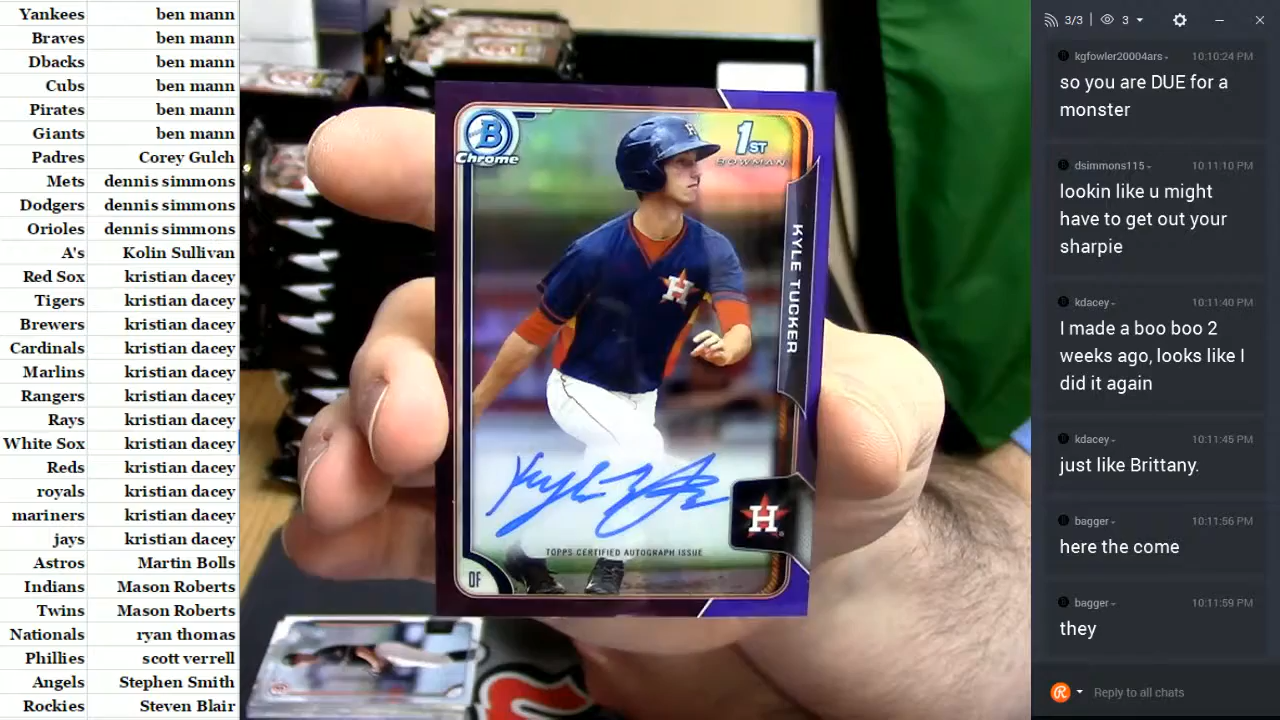 Yankees ben mann
Braves ben mann
Dbacks ben mann
Cubs ben mann
Pirates ben mann
Giants ben mann
Padres Corey Gulch
Mets dennis simmons
Dodgers dennis simmons
Orioles dennis simmons
A's Kolin Sullivan
Red Sox kristian dacey
Tigers kristian dacey
Brewers kristian dacey
Cardinals kristian dacey
Marlins kristian dacey
Rangers kristian dacey
Rays kristian dacey
White Sox kristian dacey
Reds kristian dacey
royals kristian dacey
mariners kristian dacey
jays kristian dacey
Astros Martin Bolls
Indians Mason Roberts
Twins Mason Roberts
Nationals ryan thomas
Phillies scott verrell
Angels Stephen Smith
Rockies Steven Blair
B
Chrome
1ST
BOWMAN
H
KYLE TUCKER
H
H
TOPPS CERTIFIED AUTOGRAPH ISSUE
OF
3/3 3
kgfowler20004ars 10:10:24 PM
so you are DUE for a
monster
dsimmons115 10:11:10 PM
lookin like u might
have to get out your
sharpie
kdacey 10:11:40 PM
I made a boo boo 2
weeks ago, looks like I
did it again
kdacey 10:11:45 PM
just like Brittany.
bagger 10:11:56 PM
here the come
bagger 10:11:59 PM
they
Reply to all chats